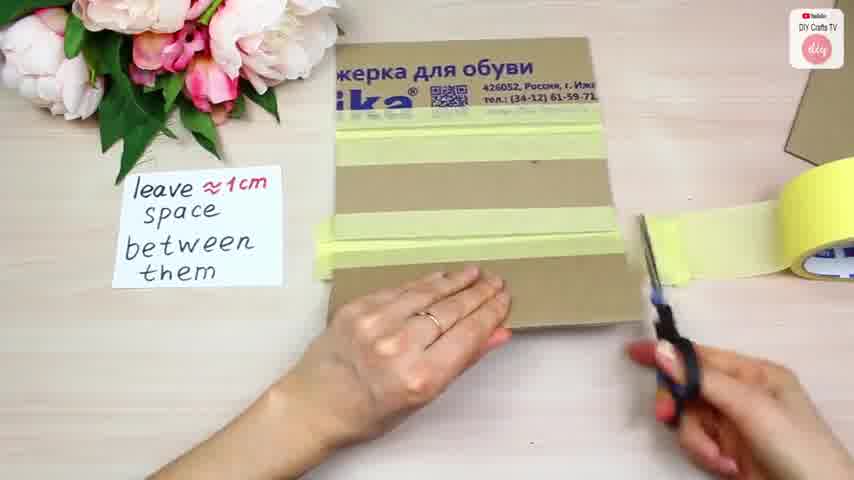 YouTube
DIY Crafts TV
diy
жерка для обуви
ika®
426052, Россия, г. Иж
тел.: (34-12) 61-59-71
leave ≈1cm
space
between
them